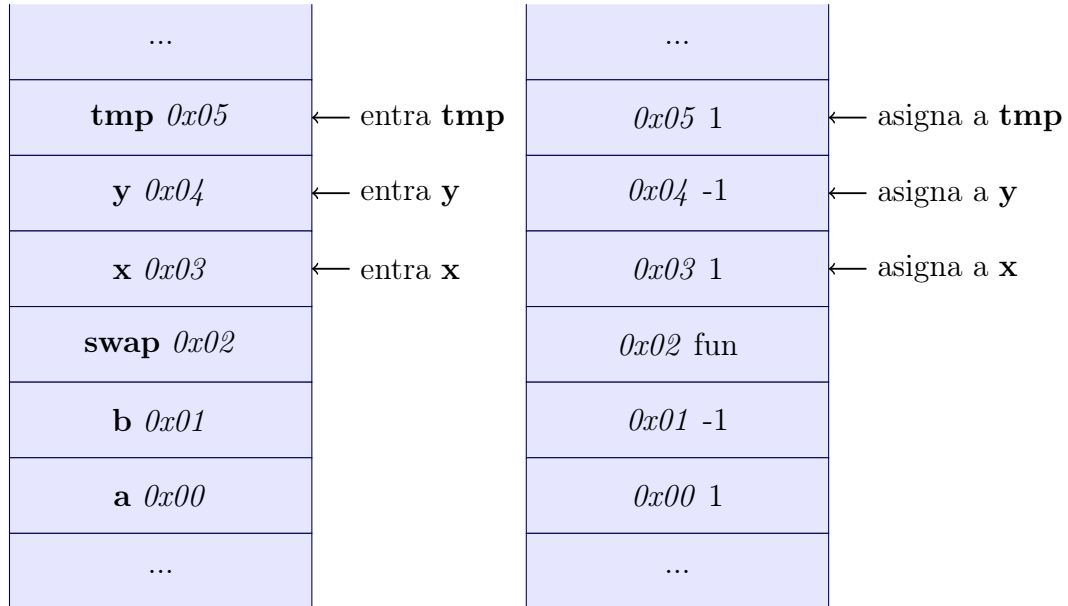 ...
tmp 0x05
entra tmp
y 0x04
entra y
x 0x03
entra x
swap 0x02
b 0x01
a 0x00
...
...
0x05 1
asigna a tmp
0x04 -1
asigna a y
0x03 1
asigna a x
0x02 fun
0x01 -1
0x00 1
...